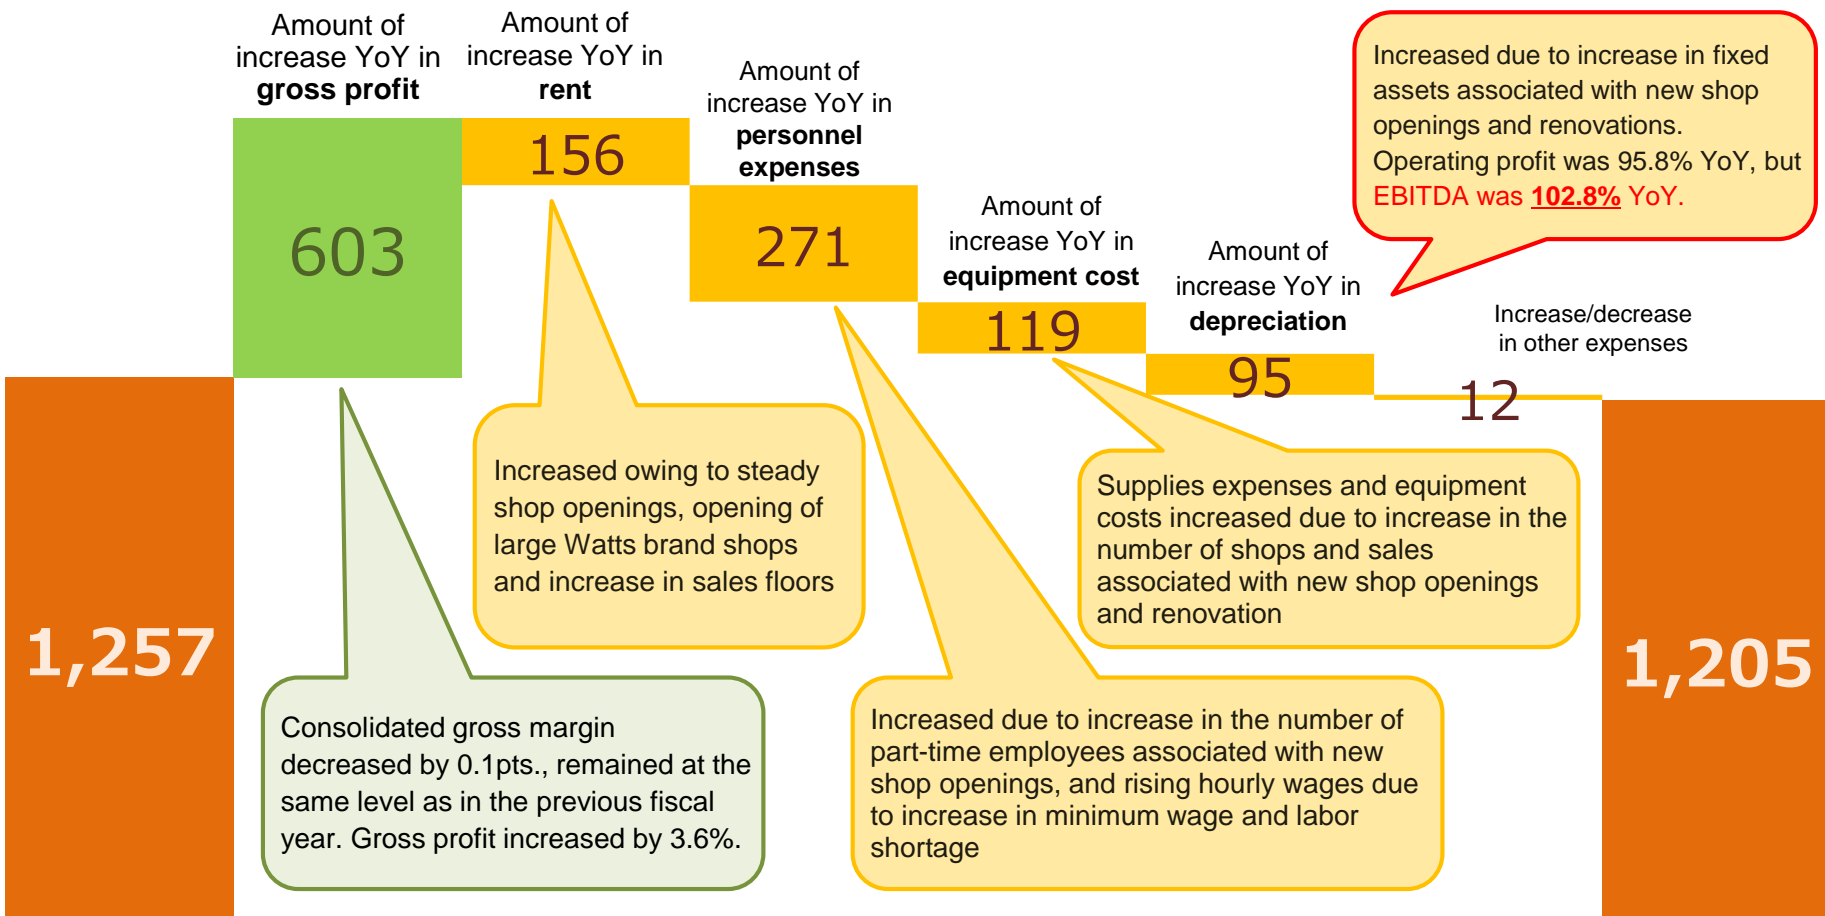 Amount of
increase YoY in
gross profit
Amount of
increase YoY in
rent
Amount of
increase YoY in
personnel
expenses
Amount of
increase YoY in
equipment cost
Amount of
increase YoY in
depreciation
Increase/decrease
in other expenses
Increased due to increase in fixed
assets associated with new shop
openings and renovations.
Operating profit was 95.8% YoY, but
EBITDA was 102.8% YoY.
1,257
603
156
271
119
95
12
1,205
Consolidated gross margin
decreased by 0.1pts., remained at the
same level as in the previous fiscal
year. Gross profit increased by 3.6%.
Increased owing to steady
shop openings, opening of
large Watts brand shops
and increase in sales floors
Increased due to increase in the number of
part-time employees associated with new
shop openings, and rising hourly wages due
to increase in minimum wage and labor
shortage
Supplies expenses and equipment
costs increased due to increase in the
number of shops and sales
associated with new shop openings
and renovation